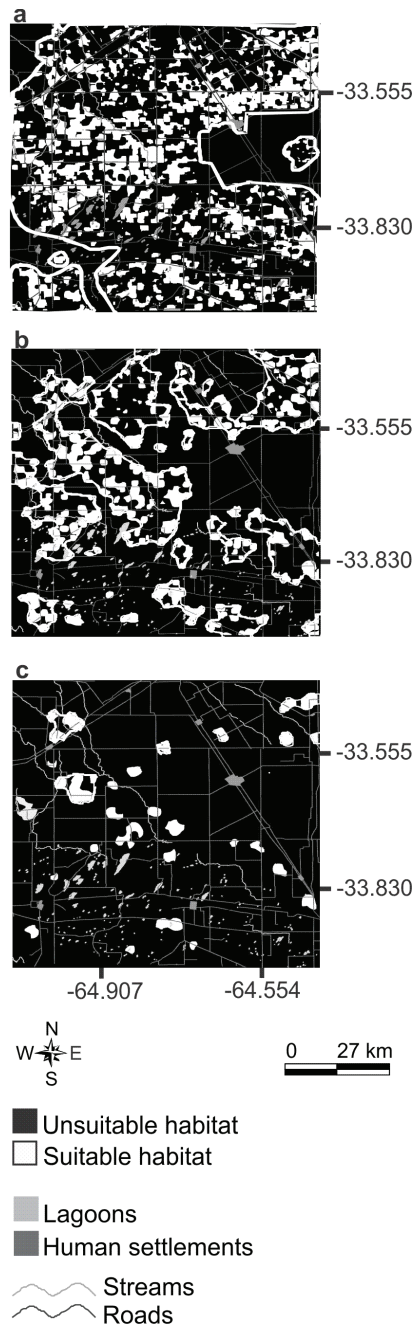 a
-33.555
-33.830
b
-33.555
-33.830
c
-33.555
-33.830
-64.907 -64.554
N
W E
S
0 27 km
Unsuitable habitat
Suitable habitat
Lagoons
Human settlements
Streams
Roads